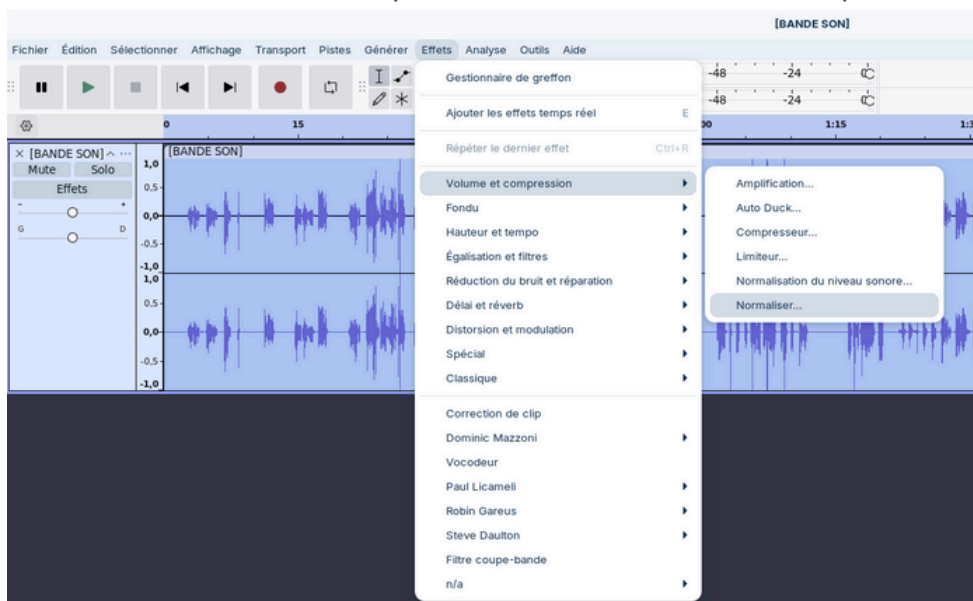 [BANDE SON]
Fichier Édition Sélectionner Affichage Transport Pistes Générer Effets Analyse Outils Aide
-48 -24
-48 -24
0 15 1:15
[BANDE SON]
[BANDE SON]
Mute Solo
Effets
- +
G D
1,0
0,5
0,0
-0,5
-1,0
1,0
0,5
0,0
-0,5
-1,0
Gestionnaire de greffon
Ajouter les effets temps réel E
Répéter le dernier effet Ctrl+R
Volume et compression
Fondu
Hauteur et tempo
Égalisation et filtres
Réduction du bruit et réparation
Délai et réverb
Distorsion et modulation
Spécial
Classique
Correction de clip
Dominic Mazzoni
Vocodeur
Paul Licameli
Robin Gareus
Steve Daulton
Filtre coupe-bande
n/a
Amplification...
Auto Duck...
Compresseur...
Limiteur...
Normalisation du niveau sonore...
Normaliser...